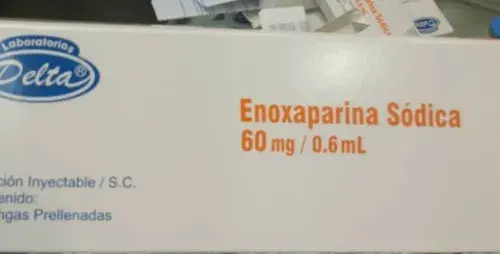 Laboratorios
Delta®
Enoxaparina Sódica
60 mg / 0.6 mL
ción Inyectable / S.C.
enido:
ngas Prellenadas